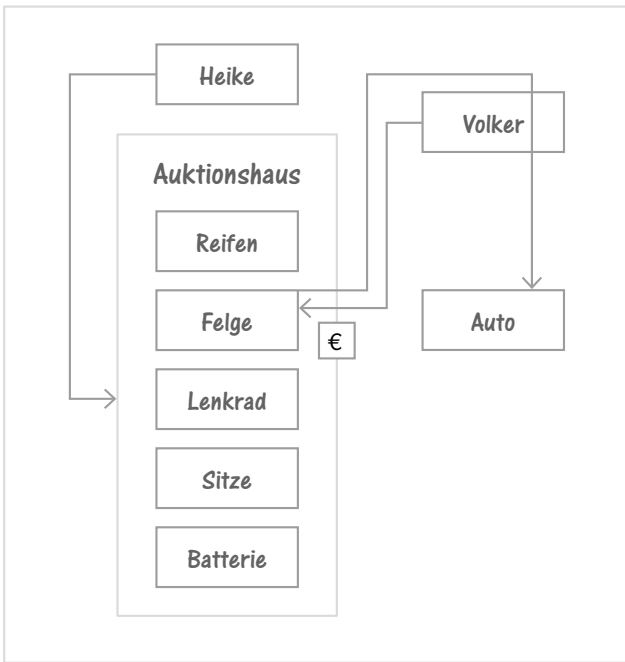 Heike
Volker
Auktionshaus
Reifen
Felge
Auto
€
Lenkrad
Sitze
Batterie